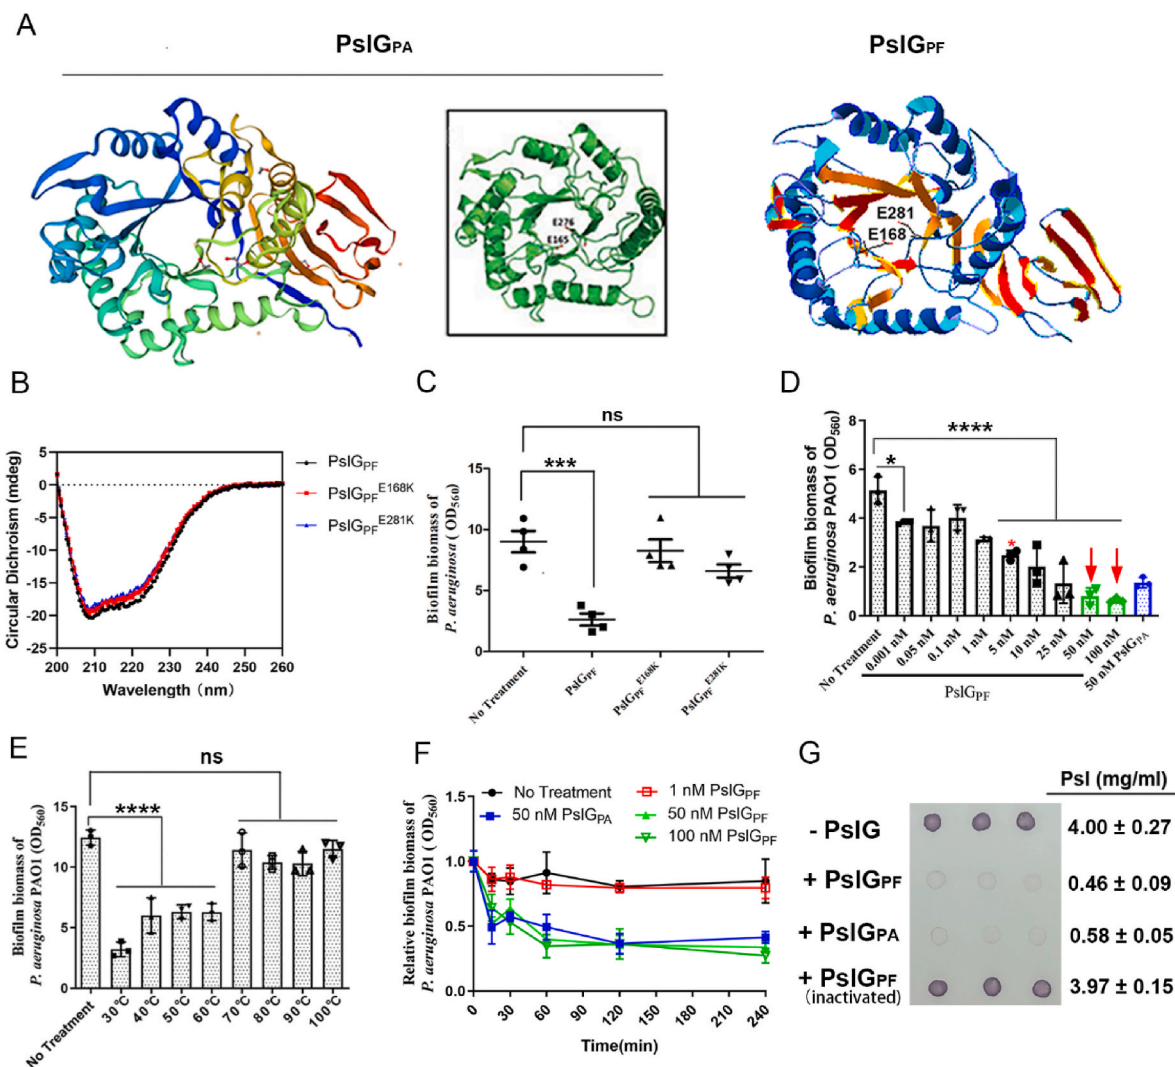 A
PslGPA
PslGPF
E276
E165
E281
E168
B
5
0
-5
-10
-15
-20
-25
200 210 220 230 240 250 260
Circular Dichroism (mdeg)
Wavelength (nm)
PslGPF
PslGPF E168K
PslGPF E281K
C
ns
***
15
10
5
0
Biofilm biomass of
P. aeruginosa ( OD560)
No Treatment
PslGPF
PslGPF E168K
PslGPF E281K
D
****
*
*
8
6
4
2
0
Biofilm biomass of
P. aeruginosa PAO1 ( OD560)
No Treatment
0.001 nM
0.05 nM
0.1 nM
1 nM
5 nM
10 nM
25 nM
50 nM
100 nM
50 nM PslGPA
PslGPF
E
ns
****
15
10
5
0
Biofilm biomass of
P. aeruginosa PAO1 (OD560)
No Treatment
30°C
40°C
50°C
60°C
70°C
80°C
90°C
100°C
F
No Treatment
50 nM PslGPA
1 nM PslGPF
50 nM PslGPF
100 nM PslGPF
1.5
1.0
0.5
0.0
Relative biofilm biomass of
P. aeruginosa PAO1 (OD560)
0 30 60 90 120 150 180 210 240
Time(min)
G
Psl (mg/ml)
- PslG
4.00 ± 0.27
+ PslGPF
0.46 ± 0.09
+ PslGPA
0.58 ± 0.05
+ PslGPF
(inactivated)
3.97 ± 0.15